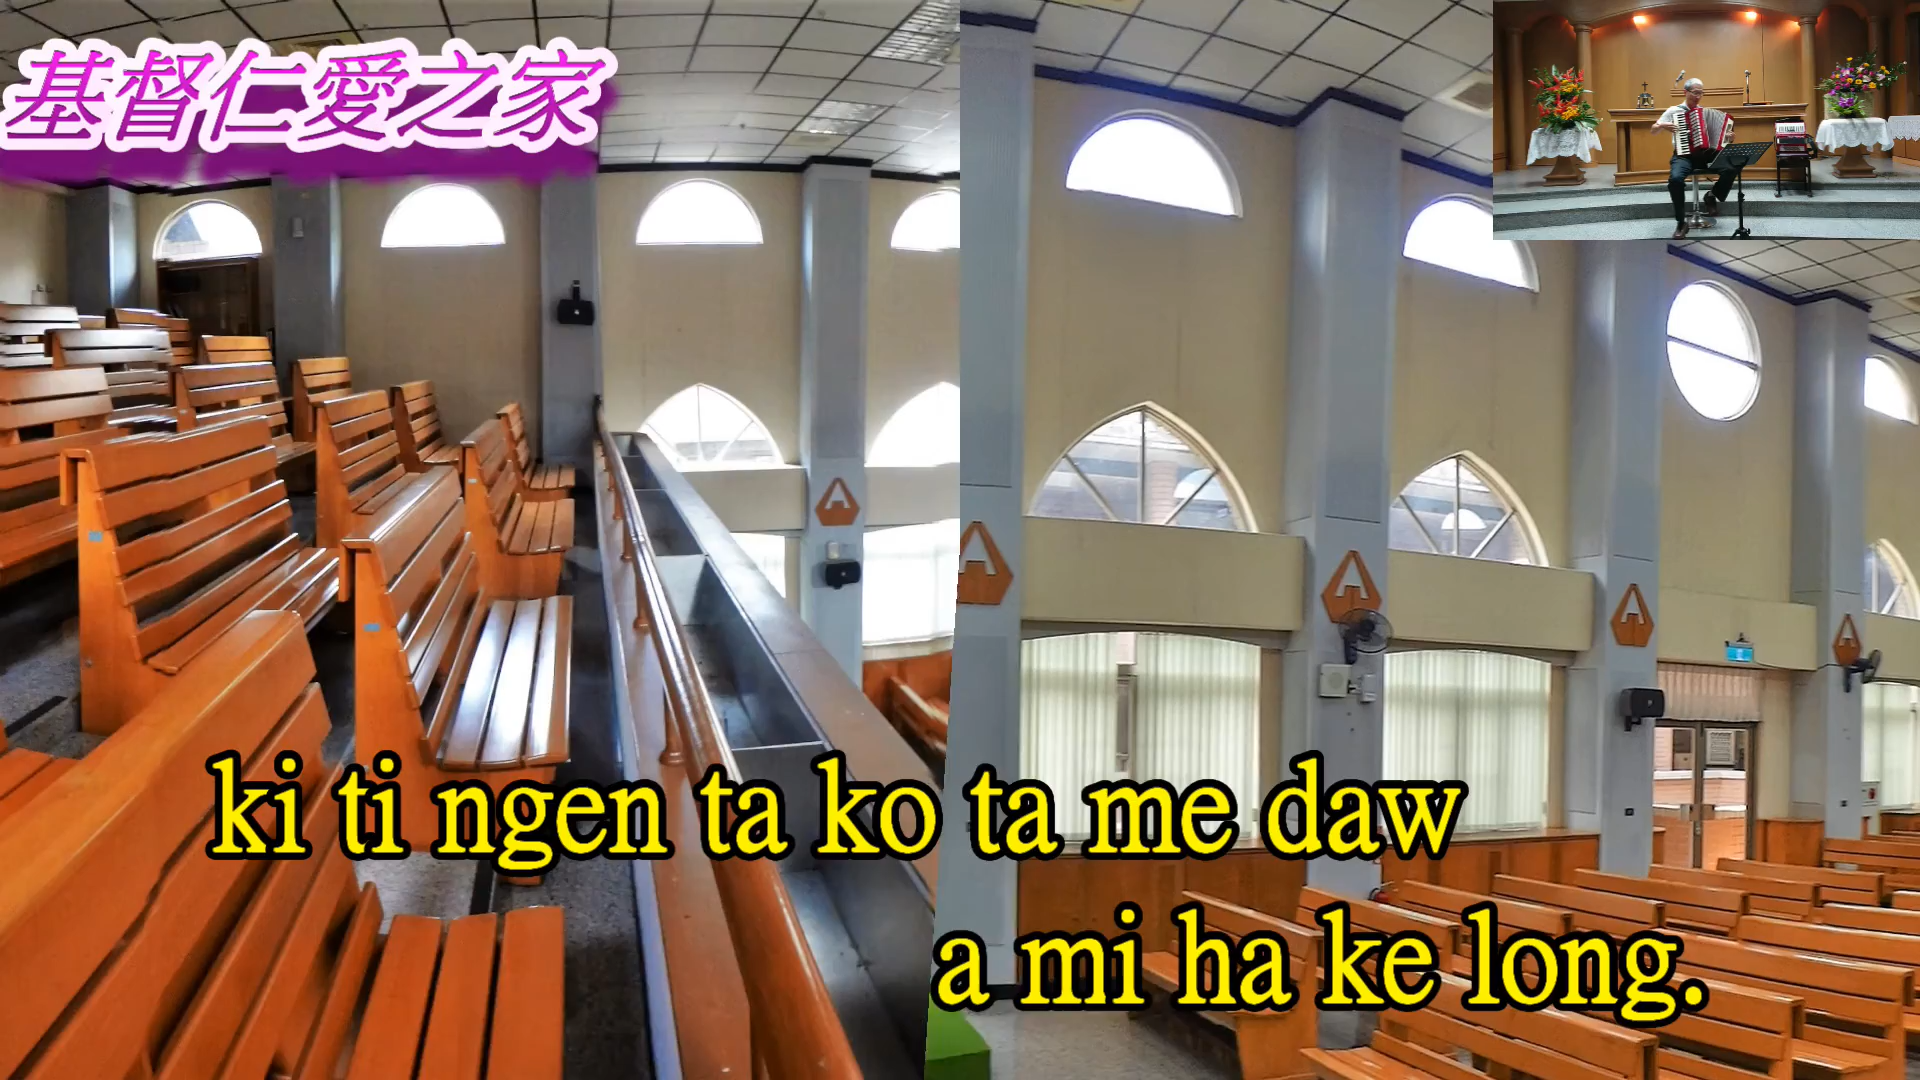 基督仁愛之家
ki ti ngen ta ko ta me daw
a mi ha ke long.